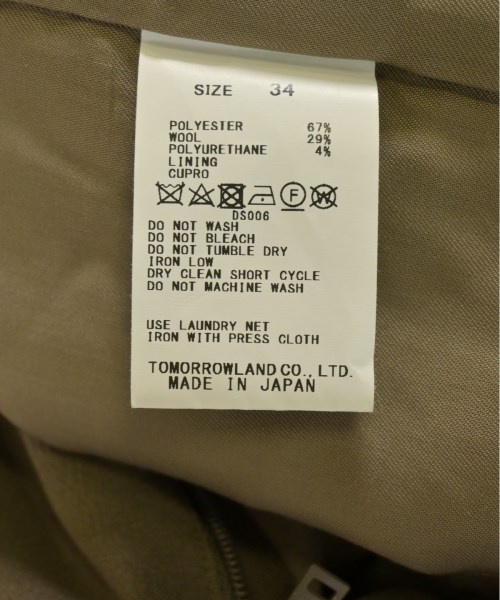 SIZE 34
POLYESTER 67%
WOOL 29%
POLYURETHANE 4%
LINING
CUPRO
F W
DS006
DO NOT WASH
DO NOT BLEACH
DO NOT TUMBLE DRY
IRON LOW
DRY CLEAN SHORT CYCLE
DO NOT MACHINE WASH
USE LAUNDRY NET
IRON WITH PRESS CLOTH
TOMORROWLAND CO., LTD.
MADE IN JAPAN